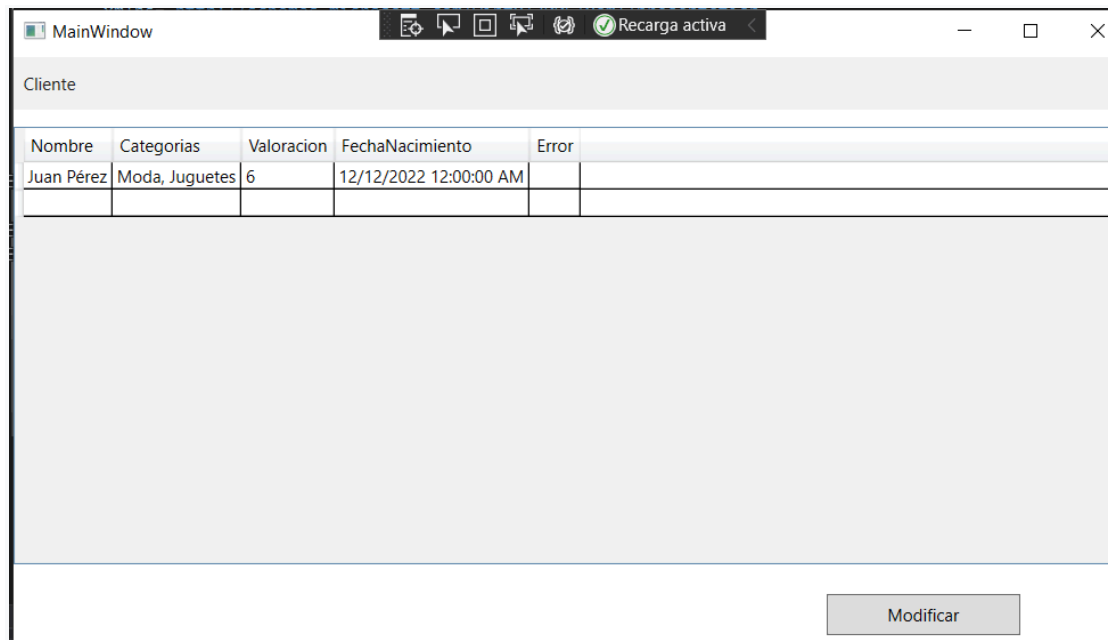 MainWindow
Recarga activa
Cliente
Nombre Categorias Valoracion FechaNacimiento Error
Juan Pérez Moda, Juguetes 6 12/12/2022 12:00:00 AM
Modificar